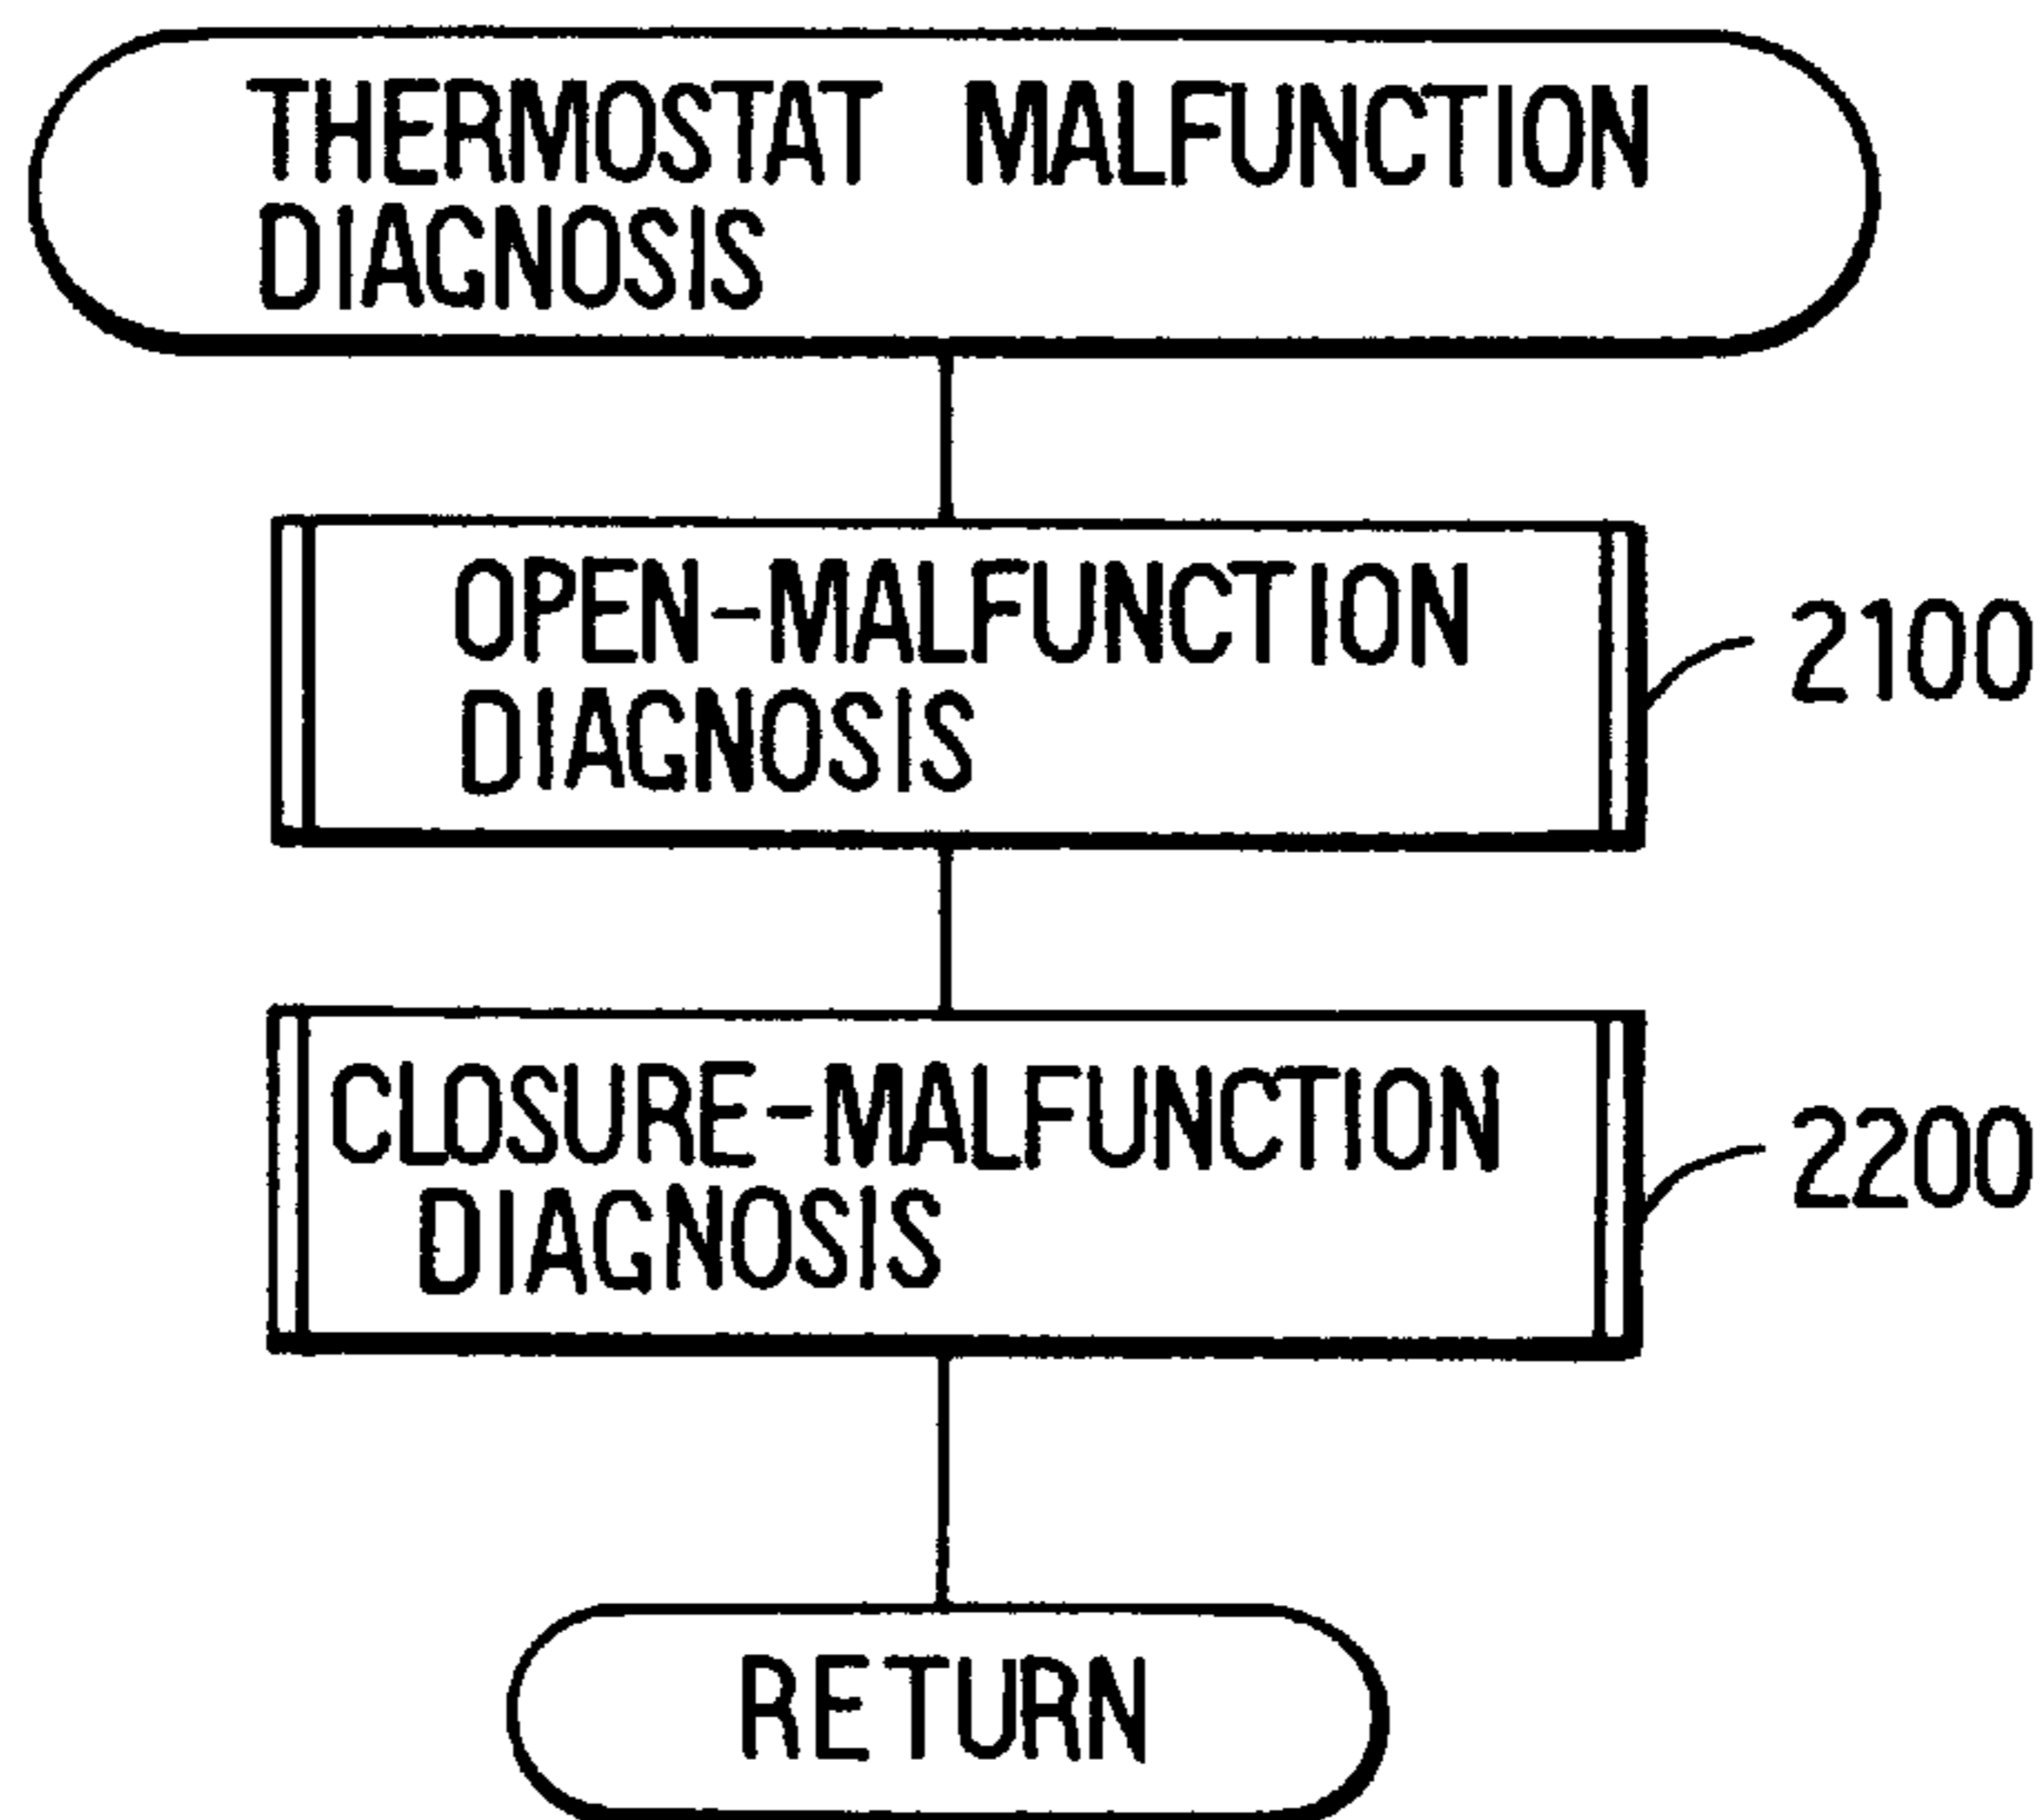 THERMOSTAT MALFUNCTION
DIAGNOSIS
OPEN-MALFUNCTION
DIAGNOSIS
2100
CLOSURE-MALFUNCTION
DIAGNOSIS
2200
RETURN